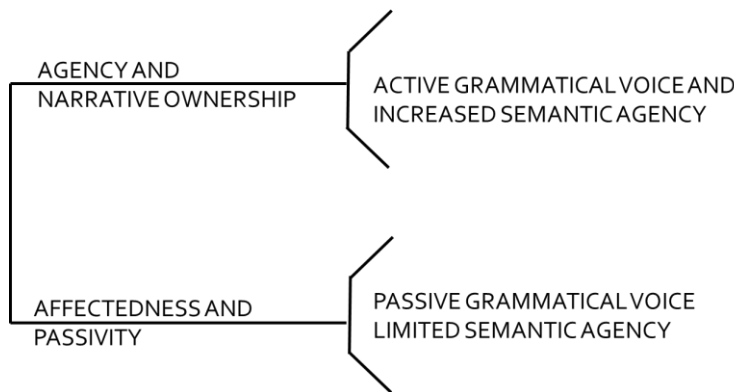 AGENCY AND
NARRATIVE OWNERSHIP
ACTIVE GRAMMATICAL VOICE AND
INCREASED SEMANTIC AGENCY
AFFECTEDNESS AND
PASSIVITY
PASSIVE GRAMMATICAL VOICE
LIMITED SEMANTIC AGENCY